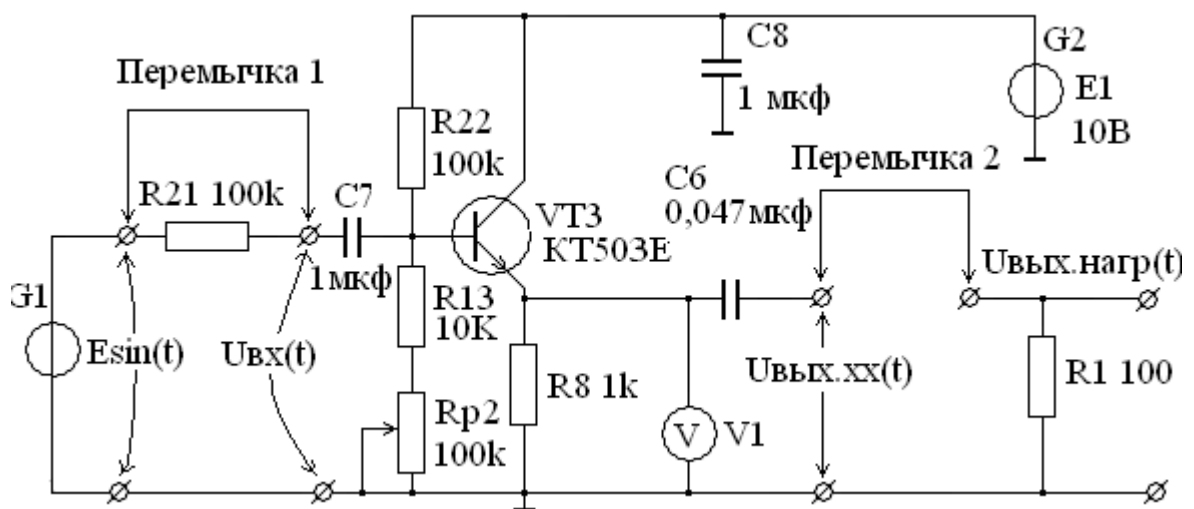 Перемычка 1
C8
1 мкф
G2
E1
10В
R22
100k
Перемычка 2
R21 100k
C7
1мкф
VT3
КТ503Е
C6
0,047мкф
Uвых.нагр(t)
G1
Esin(t)
Uвх(t)
R13
10К
Rp2
100k
R8 1k
V
V1
Uвых.хх(t)
R1 100